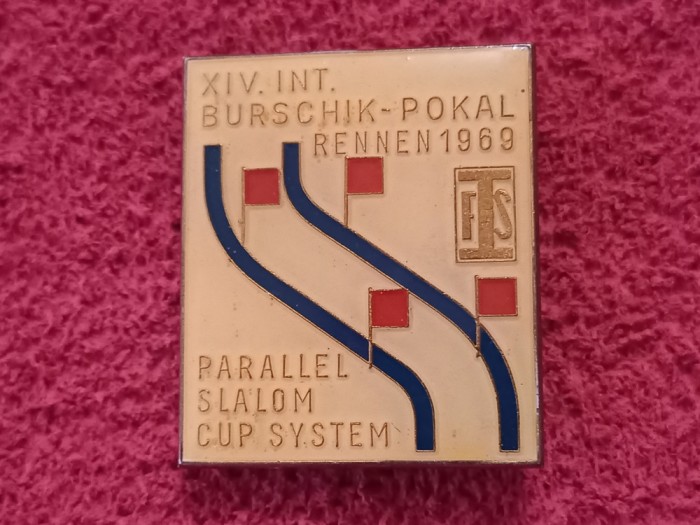 XIV. INT.
BURSCHIK-POKAL
RENNEN 1969
FIS
PARALLEL
SLALOM
CUP SYSTEM